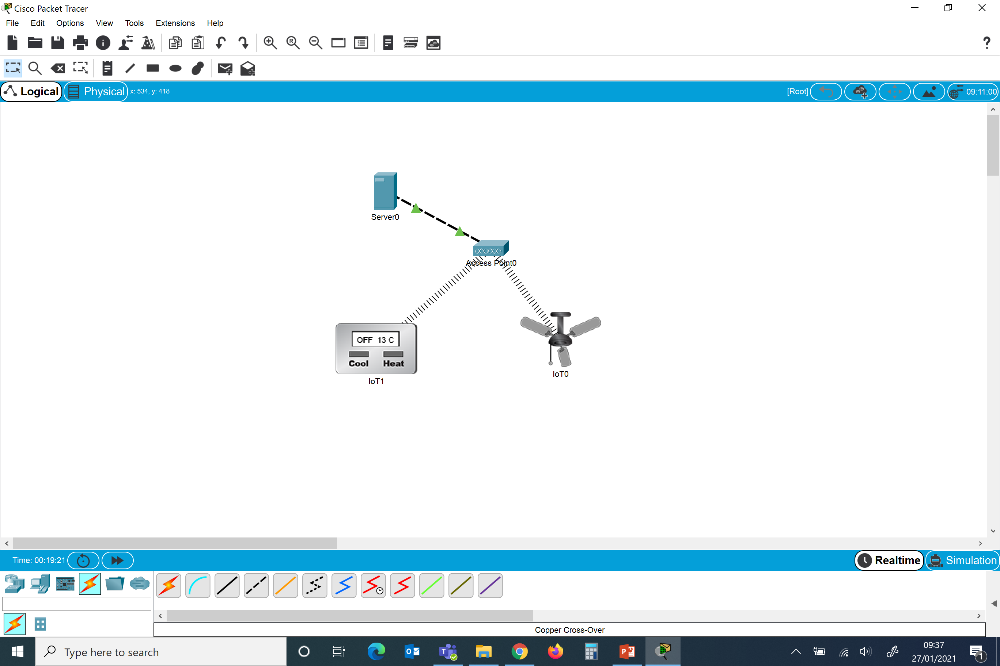 Cisco Packet Tracer
File Edit Options View Tools Extensions Help
Logical Physical x: 534, y: 418 [Root] 09:11:00
Server0
Access Point0
OFF 13 C
Cool Heat
IoT1
IoT0
Time: 00:19:21 Realtime Simulation
Copper Cross-Over
Type here to search
09:37
27/01/2021
1